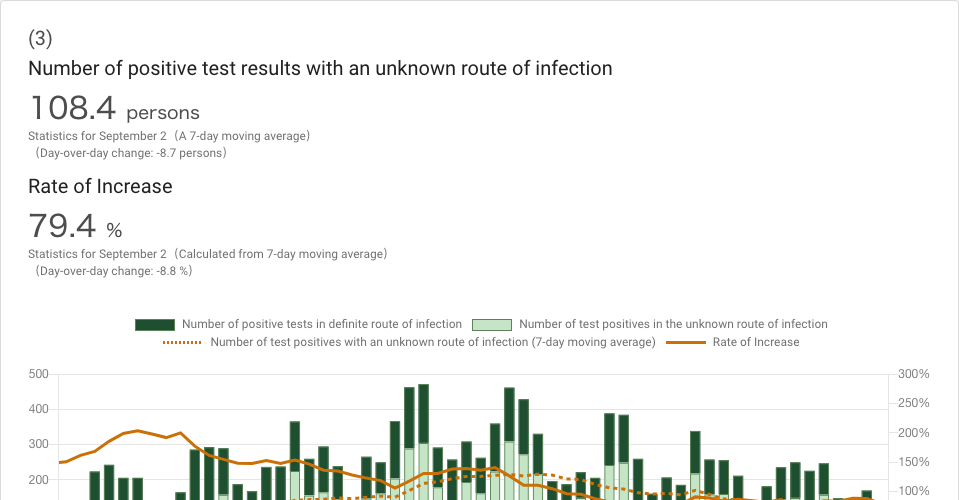 (3)
Number of positive test results with an unknown route of infection
108.4 persons
Statistics for September 2（A 7-day moving average）
（Day-over-day change: -8.7 persons）
Rate of Increase
79.4 %
Statistics for September 2（Calculated from 7-day moving average）
（Day-over-day change: -8.8 %）
Number of positive tests in definite route of infection Number of test positives in the unknown route of infection
Number of test positives with an unknown route of infection (7-day moving average) Rate of Increase
500 300%
250%
400
200%
300
150%
200
100%